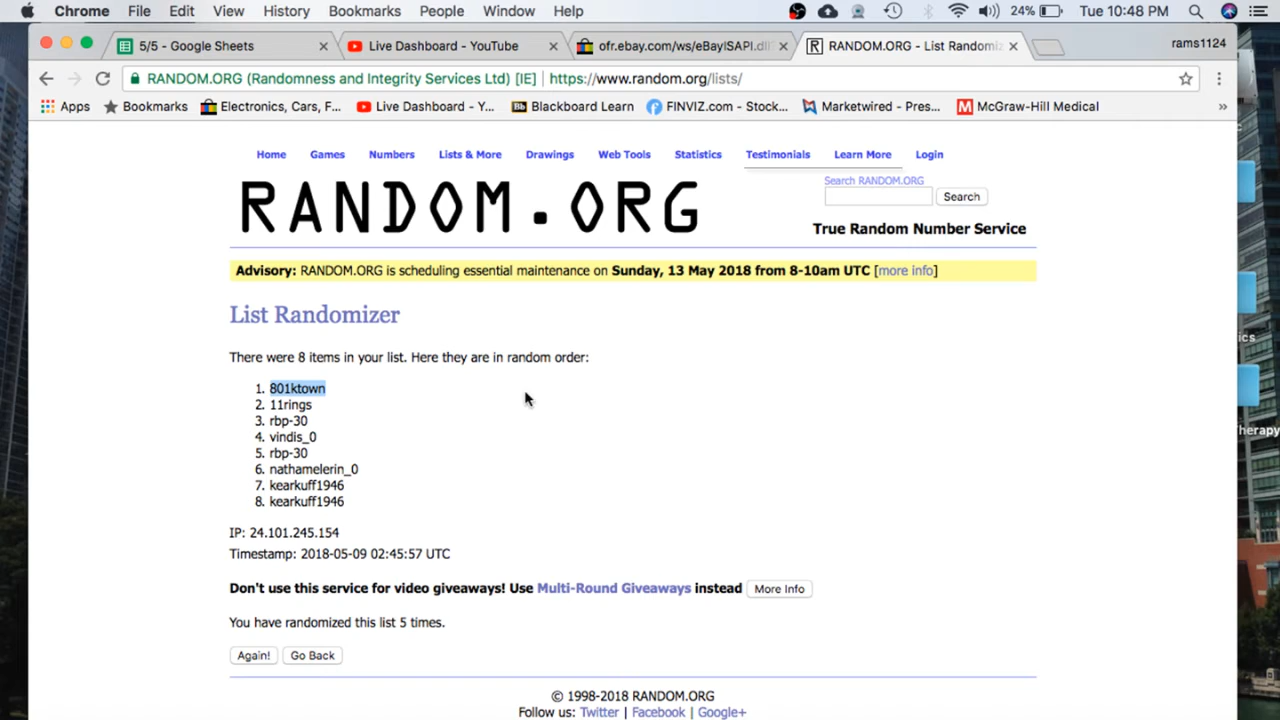 Chrome File Edit View History Bookmarks People Window Help 24% Tue 10:48 PM
5/5 - Google Sheets × Live Dashboard - YouTube × ofr.ebay.com/ws/eBayISAPI.dll × RANDOM.ORG - List Randomiz × rams1124
RANDOM.ORG (Randomness and Integrity Services Ltd) [IE] https://www.random.org/lists/
Apps Bookmarks Electronics, Cars, F... Live Dashboard - Y... Blackboard Learn FINVIZ.com - Stock... Marketwired - Pres... McGraw-Hill Medical »
Home Games Numbers Lists & More Drawings Web Tools Statistics Testimonials Learn More Login
Search RANDOM.ORG
Search
RANDOM.ORG
True Random Number Service
Advisory: RANDOM.ORG is scheduling essential maintenance on Sunday, 13 May 2018 from 8-10am UTC [more info]
List Randomizer
There were 8 items in your list. Here they are in random order:
1. 801ktown
2. 11rings
3. rbp-30
4. vindis_0
5. rbp-30
6. nathamelerin_0
7. kearkuff1946
8. kearkuff1946
IP: 24.101.245.154
Timestamp: 2018-05-09 02:45:57 UTC
Don't use this service for video giveaways! Use Multi-Round Giveaways instead More Info
You have randomized this list 5 times.
Again! Go Back
© 1998-2018 RANDOM.ORG
Follow us: Twitter | Facebook | Google+
herapy